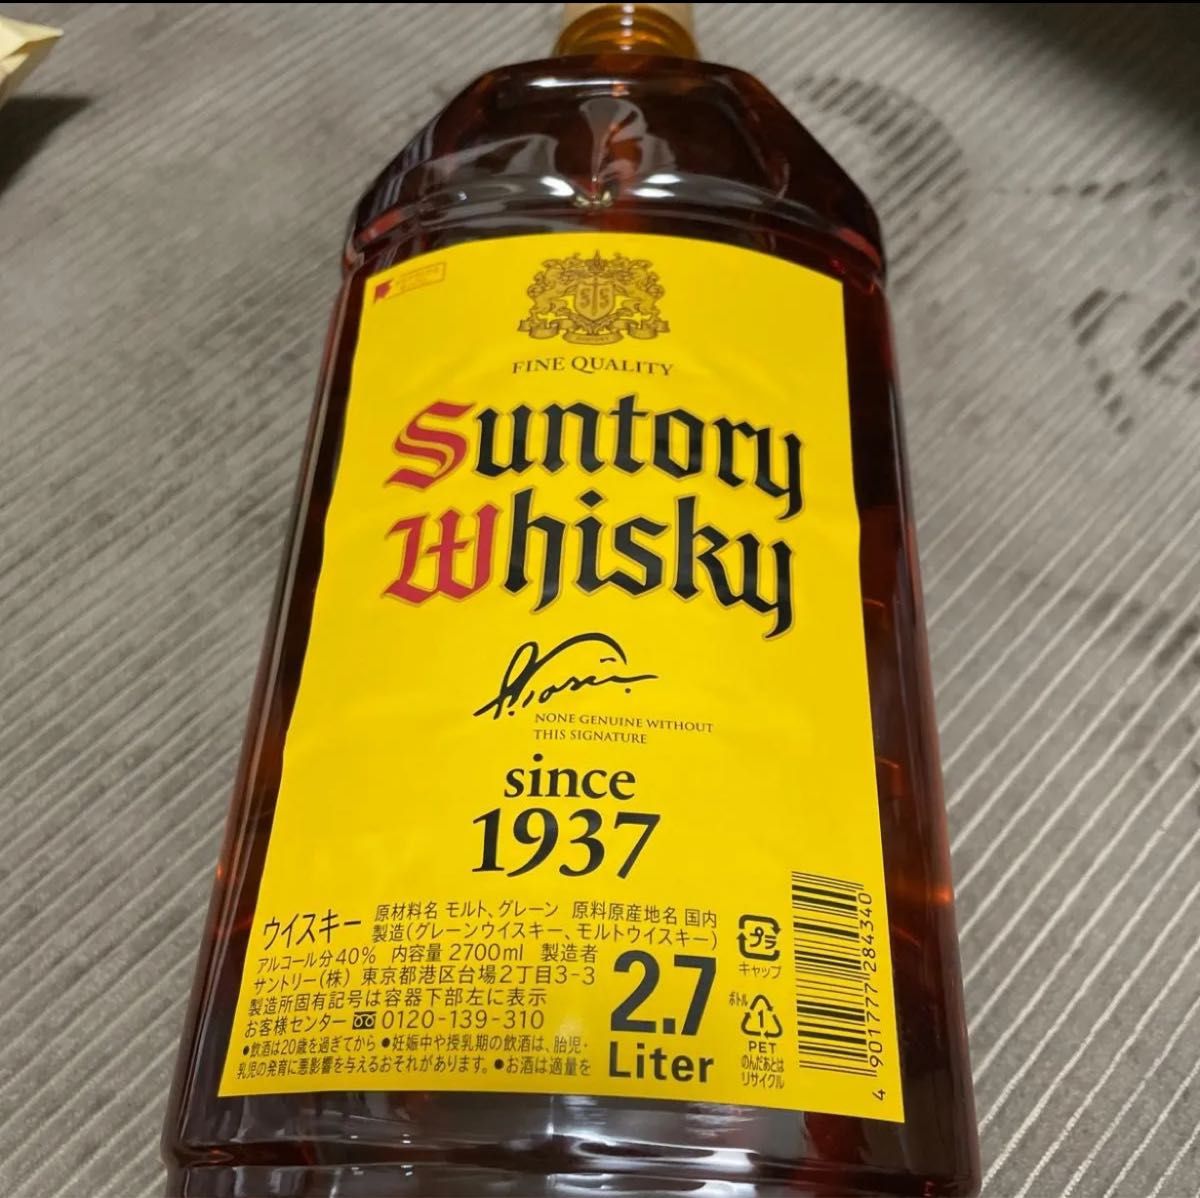 SS
FINE QUALITY
Suntory
Whisky
NONE GENUINE WITHOUT
THIS SIGNATURE
since
1937
ウイスキー 原材料名 モルト、グレーン 原料原産地名 国内
製造(グレーンウイスキー、モルトウイスキー)
アルコール分40% 内容量 2700ml 製造者
サントリー(株) 東京都港区台場2丁目3-3
製造所固有記号は容器下部左に表示
お客様センター 0120-139-310
●飲酒は20歳を過ぎてから ●妊娠中や授乳期の飲酒は、胎児・
乳児の発育に悪影響を与えるおそれがあります。●お酒は適量を
2.7
Liter
プラ
キャップ
ボトル
1
PET
のんだあとは
リサイクル
4 901777 284340